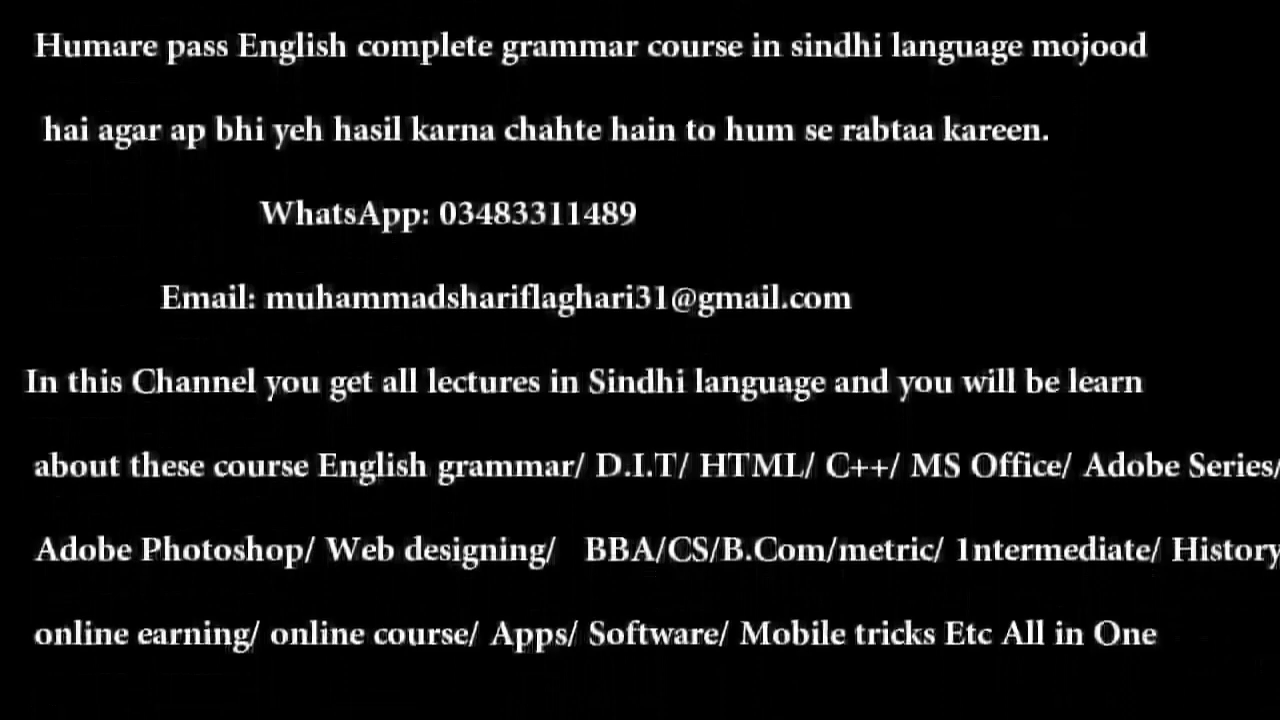 Humare pass English complete grammar course in sindhi language mojood
hai agar ap bhi yeh hasil karna chahte hain to hum se rabtaa kareen.
WhatsApp: 03483311489
Email: muhammadshariflaghari31@gmail.com
In this Channel you get all lectures in Sindhi language and you will be learn
about these course English grammar/ D.I.T/ HTML/ C++/ MS Office/ Adobe Series/
Adobe Photoshop/ Web designing/ BBA/CS/B.Com/metric/ 1ntermediate/ History
online earning/ online course/ Apps/ Software/ Mobile tricks Etc All in One